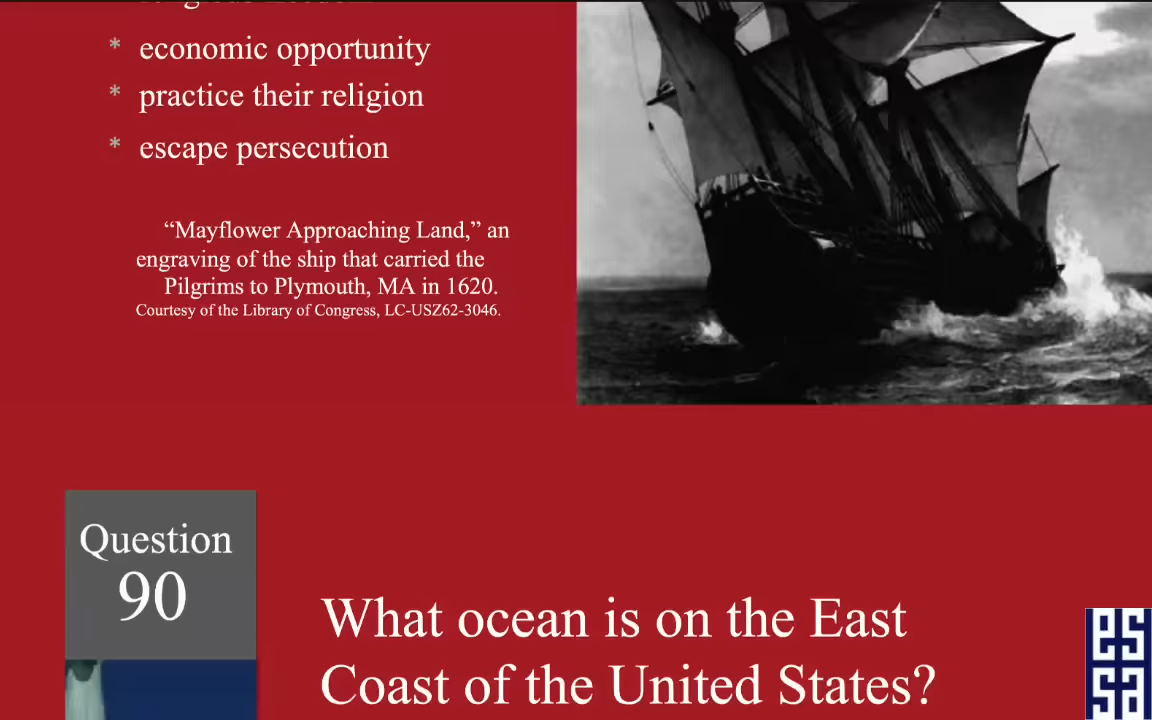 * economic opportunity
* practice their religion
* escape persecution
“Mayflower Approaching Land,” an
engraving of the ship that carried the
Pilgrims to Plymouth, MA in 1620.
Courtesy of the Library of Congress, LC-USZ62-3046.
Question
90
What ocean is on the East
Coast of the United States?
essa